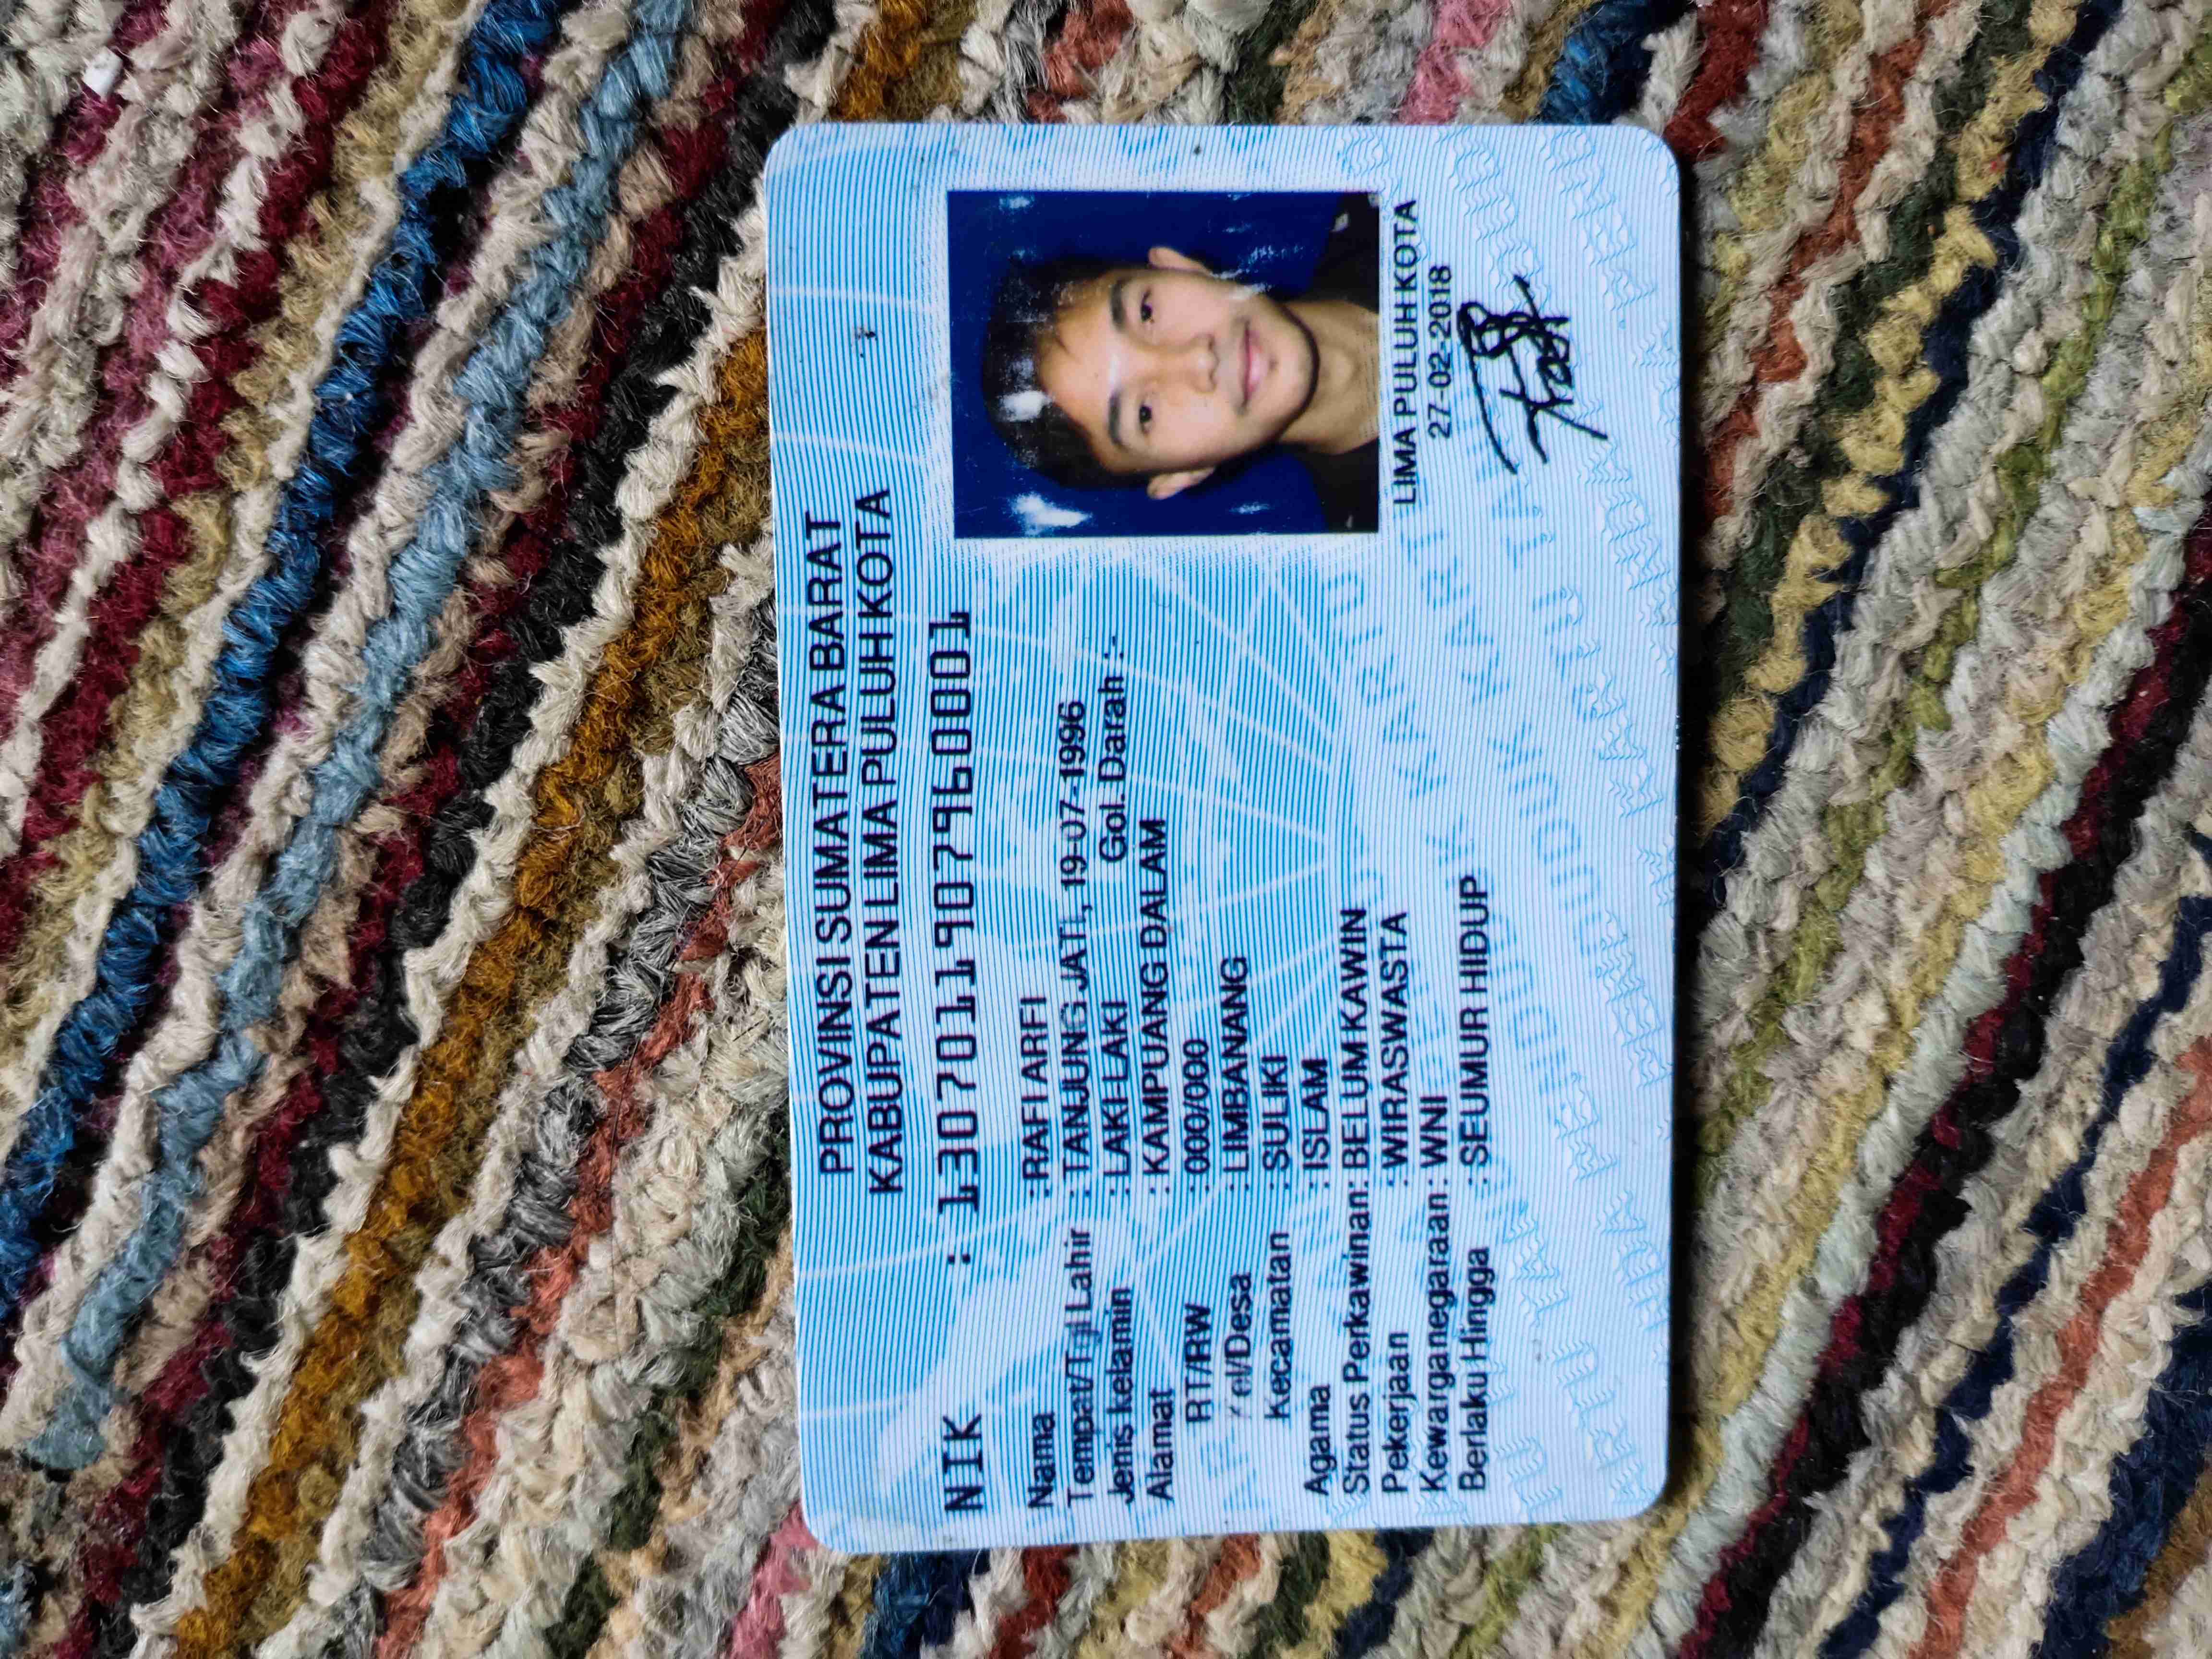 PROVINSI SUMATERA BARAT
KABUPATEN LIMA PULUH KOTA
NIK : 1307011907960001
Nama : RAFI ARFI
Tempat/Tgl Lahir : TANJUNG JATI, 19-07-1996
Jenis kelamin : LAKI-LAKI Gol. Darah :-
Alamat : KAMPUANG DALAM
RT/RW : 000/000
Kel/Desa : LIMBANANG
Kecamatan : SULIKI
Agama : ISLAM
Status Perkawinan: BELUM KAWIN
Pekerjaan : WIRASWASTA
Kewarganegaraan : WNI
Berlaku Hingga : SEUMUR HIDUP
LIMA PULUH KOTA
27-02-2018